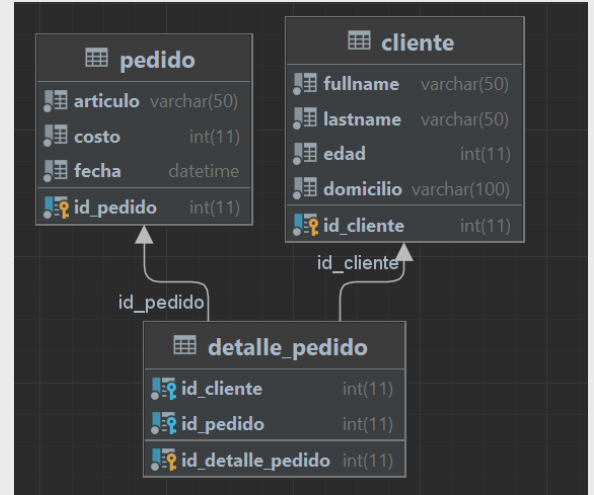 pedido
articulo varchar(50)
costo int(11)
fecha datetime
id_pedido int(11)
cliente
fullname varchar(50)
lastname varchar(50)
edad int(11)
domicilio varchar(100)
id_cliente int(11)
id_cliente
id_pedido
detalle_pedido
id_cliente int(11)
id_pedido int(11)
id_detalle_pedido int(11)